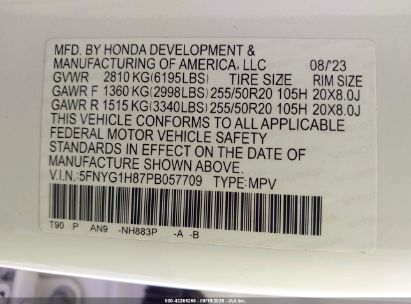 MFD. BY HONDA DEVELOPMENT &
MANUFACTURING OF AMERICA, LLC 08/'23
GVWR 2810 KG(6195LBS) TIRE SIZE RIM SIZE
GAWR F 1360 KG(2998LBS) 255/50R20 105H 20X8.0J
GAWR R 1515 KG(3340LBS) 255/50R20 105H 20X8.0J
THIS VEHICLE CONFORMS TO ALL APPLICABLE
FEDERAL MOTOR VEHICLE SAFETY
STANDARDS IN EFFECT ON THE DATE OF
MANUFACTURE SHOWN ABOVE.
V.I.N.:5FNYG1H87PB057709 TYPE:MPV
T90 P AN9 -NH883P -A -B